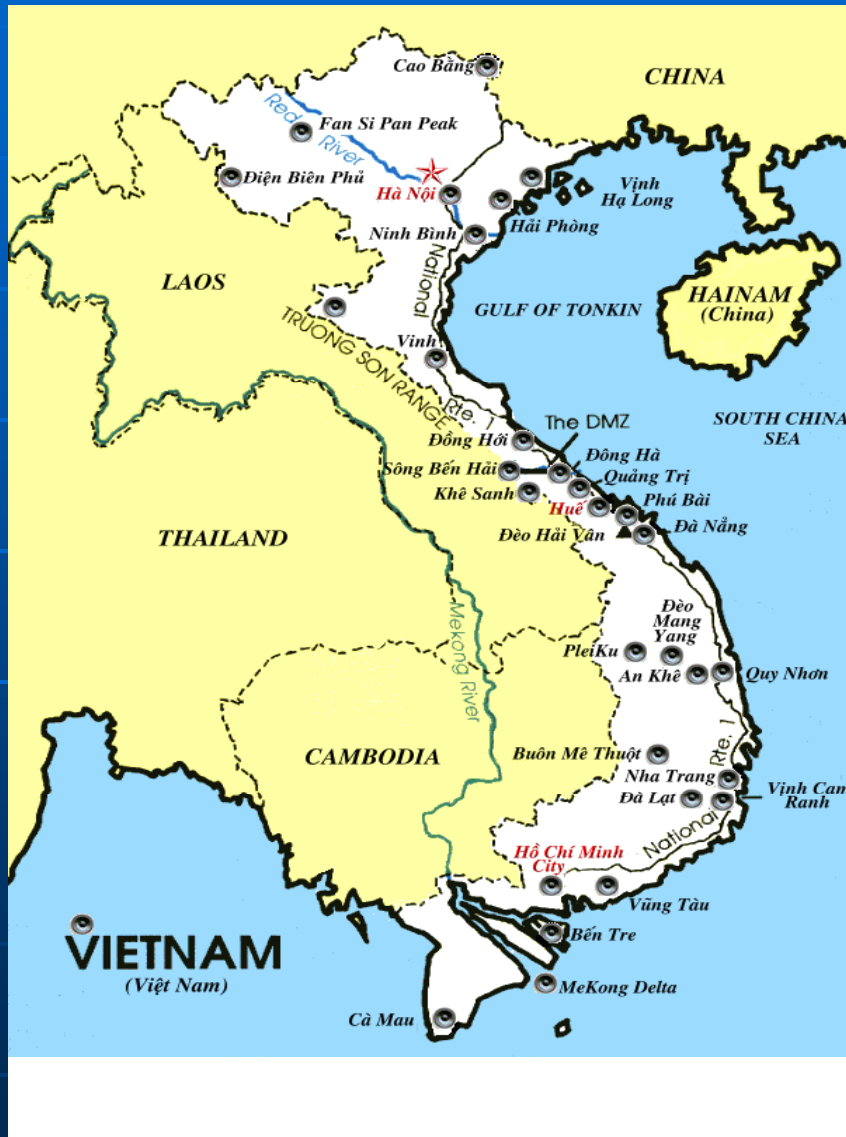 Cao Bằng
CHINA
Red
River
Fan Si Pan Peak
Điện Biên Phủ
Hà Nội
Vịnh
Hạ Long
Ninh Bình
Hải Phòng
National
LAOS
HAINAM
(China)
GULF OF TONKIN
TRUONG SON RANGE
Vinh
Rte. 1
SOUTH CHINA
SEA
The DMZ
Đồng Hới
Đông Hà
Sông Bến Hải
Quảng Trị
Khê Sanh
Phú Bài
Huế
Đèo Hải Vân
Đà Nẳng
THAILAND
Mekong River
Đèo
Mang
Yang
PleiKu
An Khê
Quy Nhơn
Rte. 1
CAMBODIA
Buôn Mê Thuột
Nha Trang
Đà Lạt
Vịnh Cam
Ranh
National
Hồ Chí Minh
City
Vũng Tàu
Bến Tre
VIETNAM
(Việt Nam)
MeKong Delta
Cà Mau